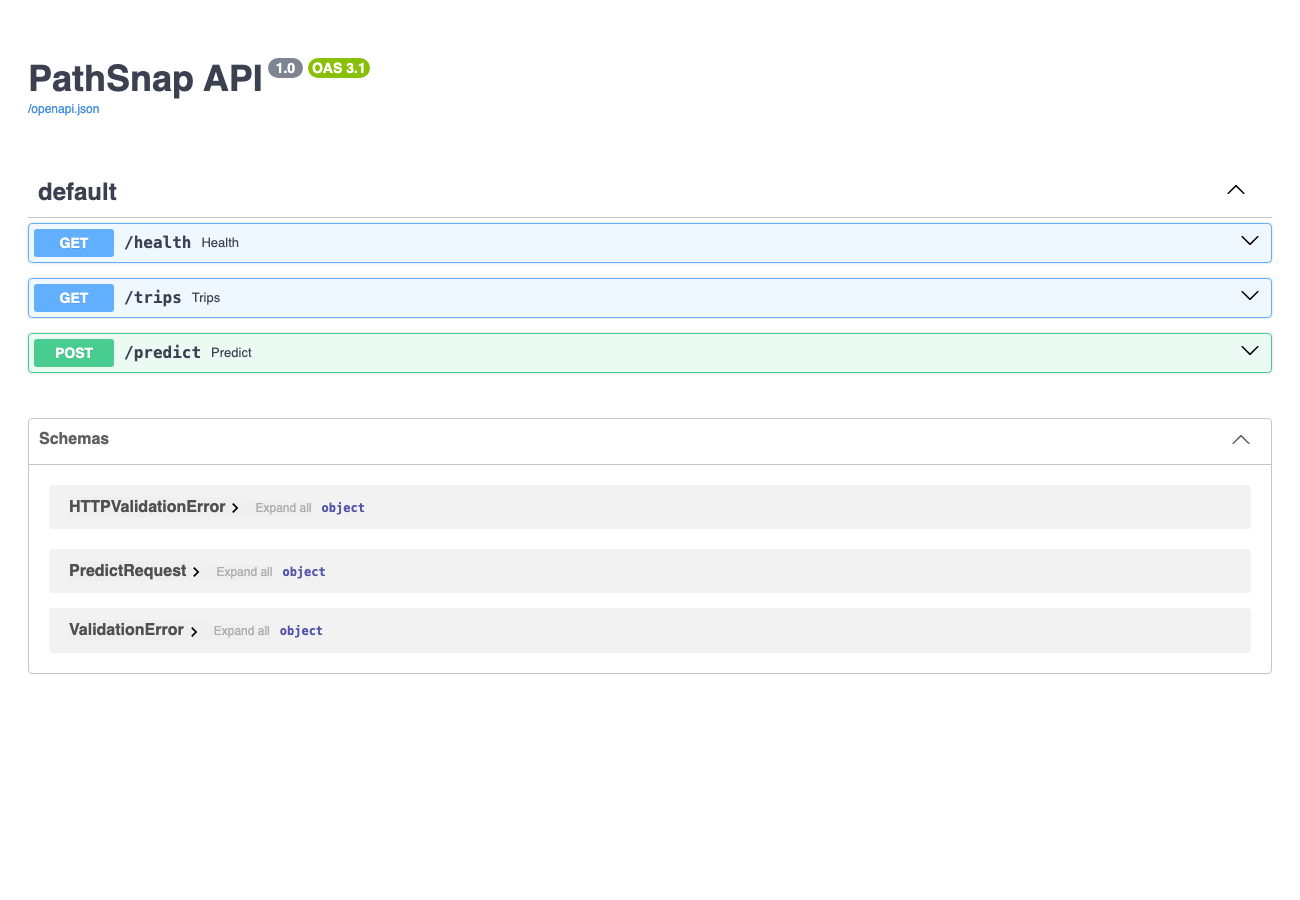 PathSnap API 1.0 OAS 3.1
/openapi.json
default
GET /health Health
GET /trips Trips
POST /predict Predict
Schemas
HTTPValidationError Expand all object
PredictRequest Expand all object
ValidationError Expand all object